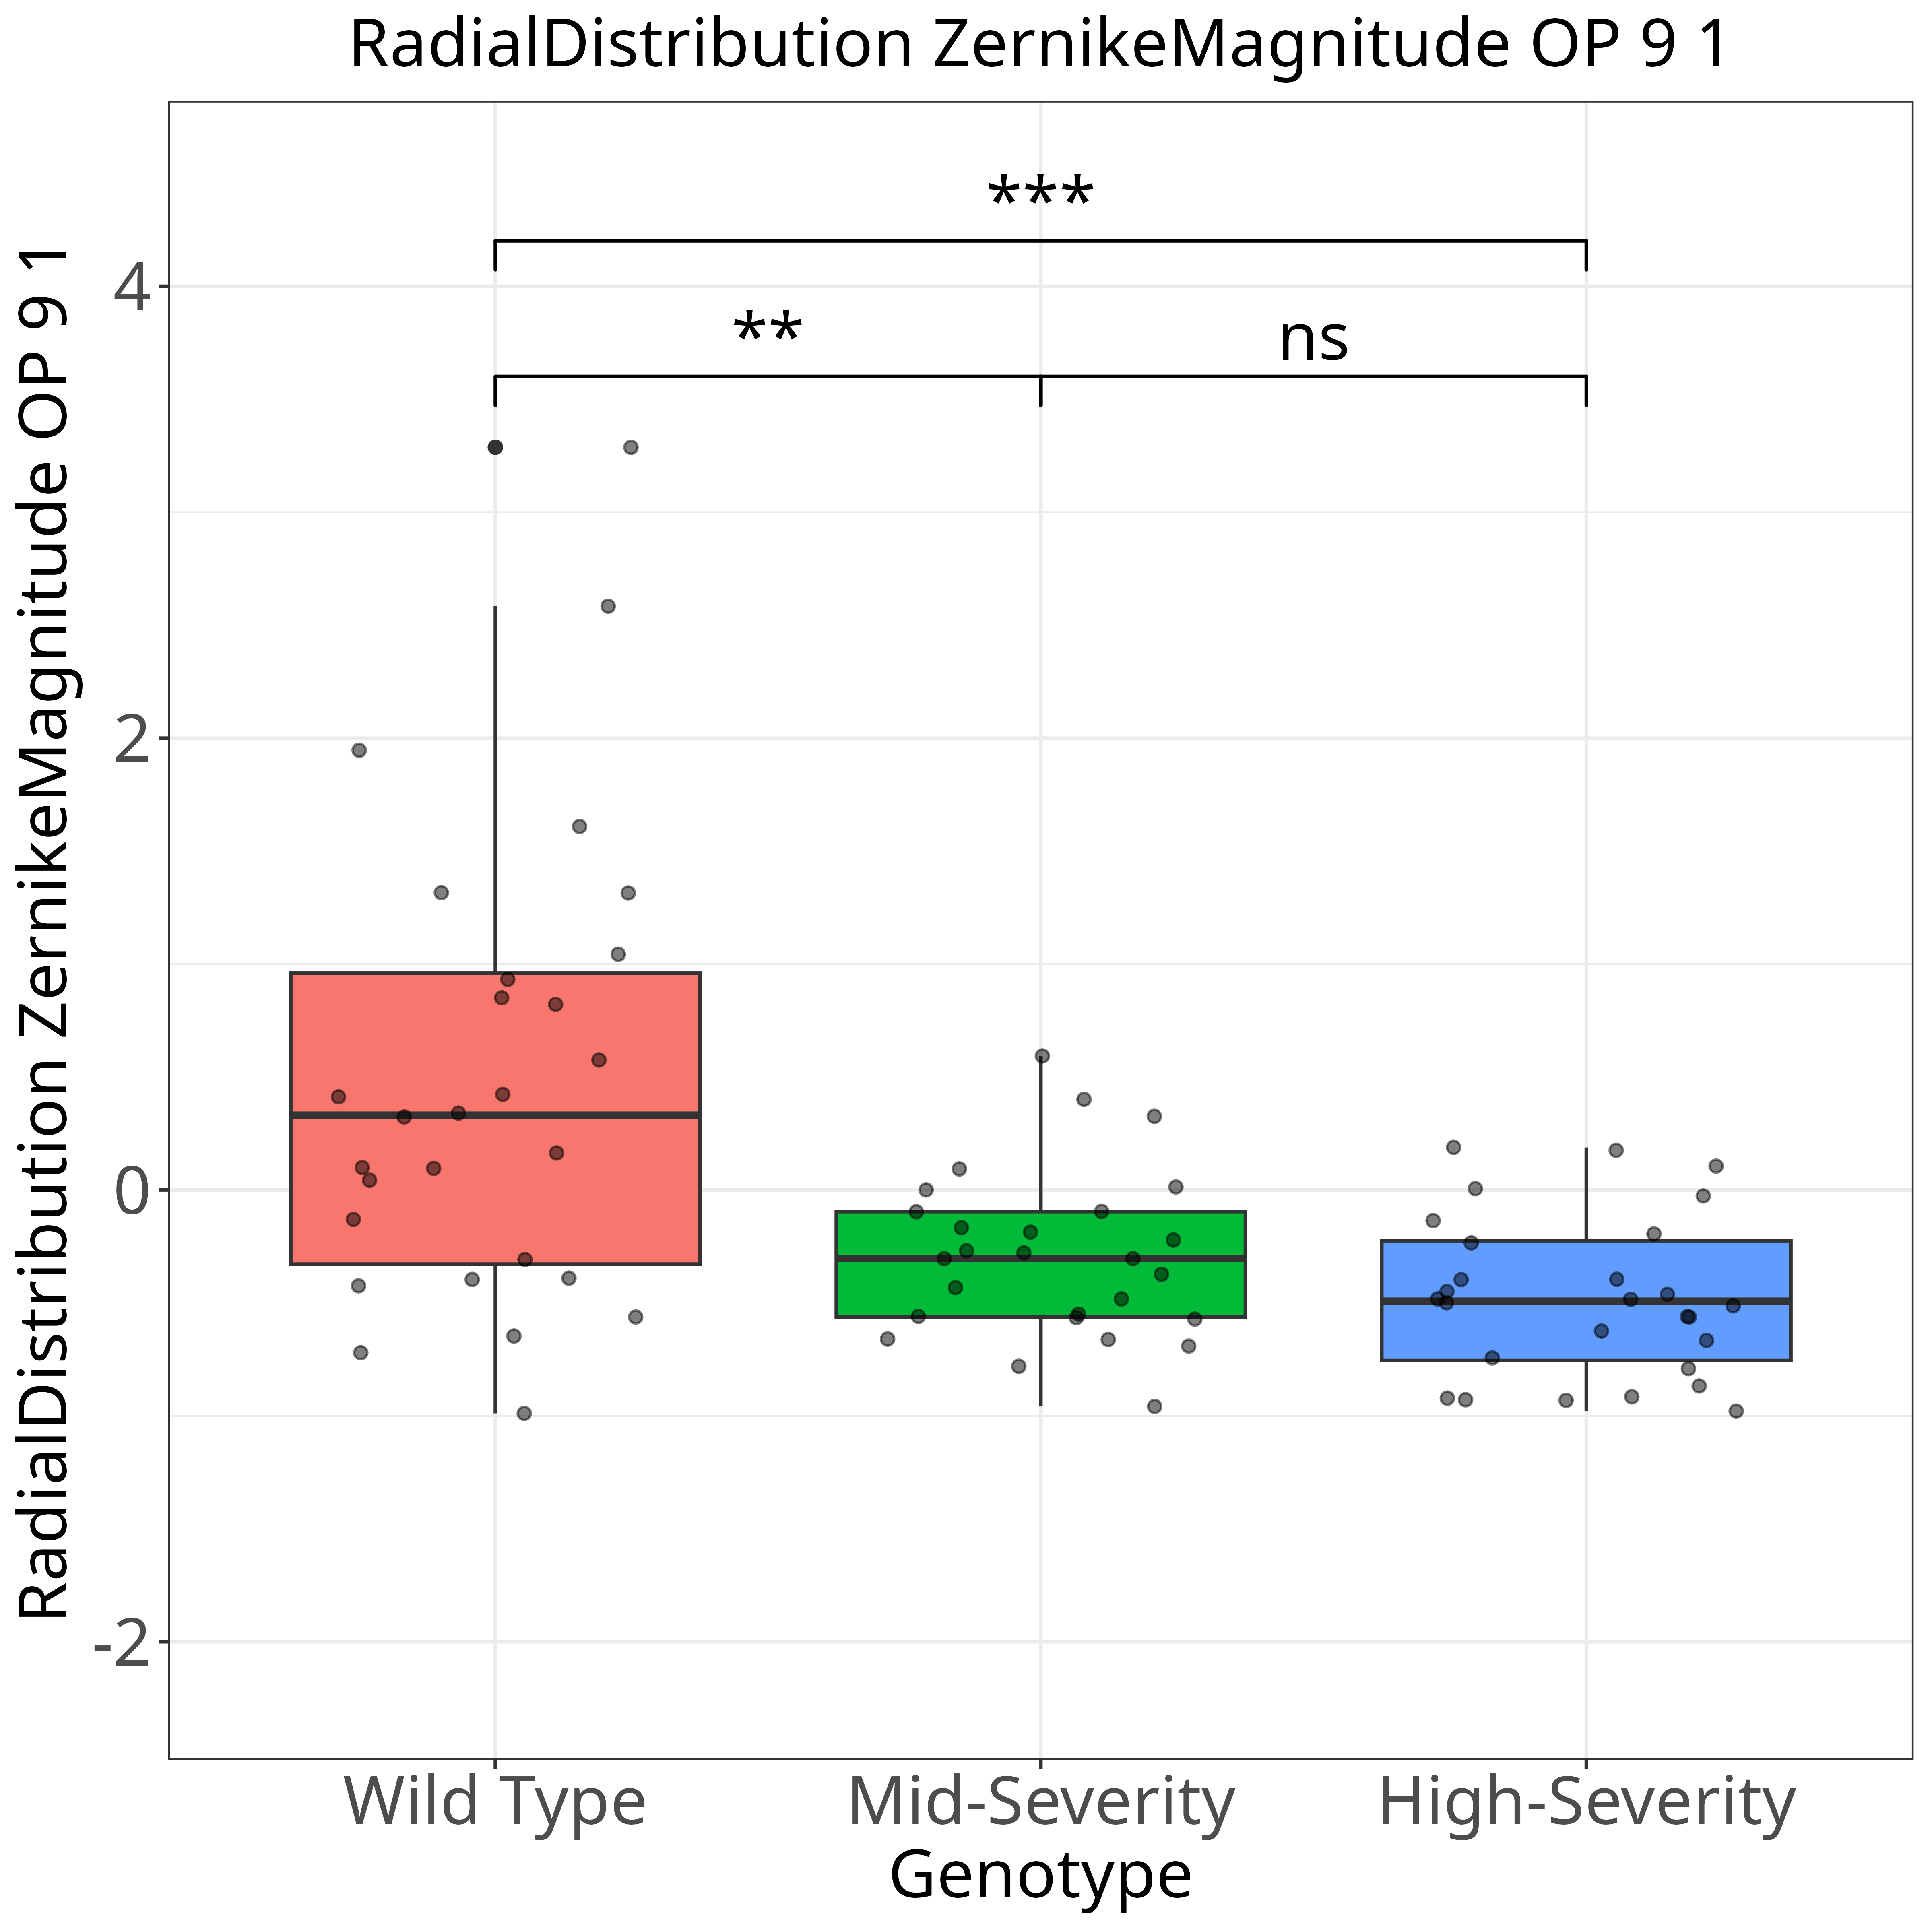 RadialDistribution ZernikeMagnitude OP 9 1
***
** ns
4
2
0
-2
RadialDistribution ZernikeMagnitude OP 9 1
Wild Type Mid-Severity High-Severity
Genotype